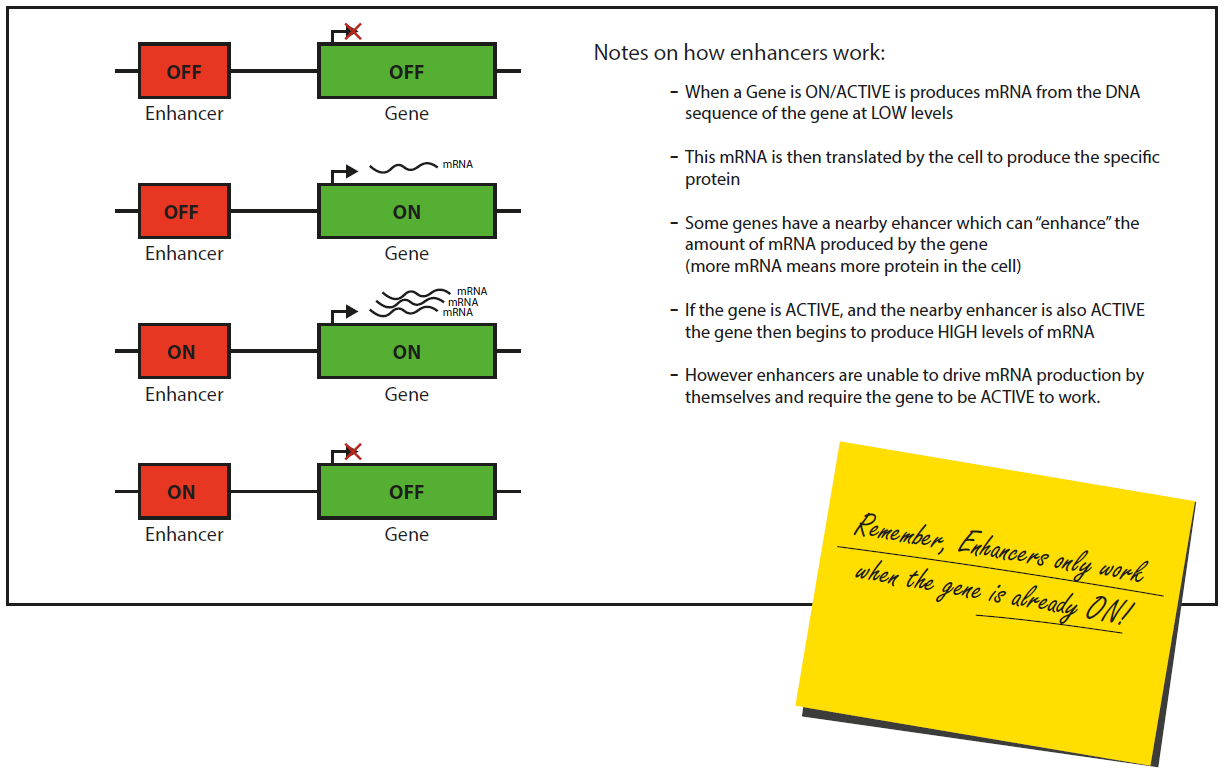 OFF
OFF
Enhancer
Gene
mRNA
OFF
ON
Enhancer
Gene
mRNA
mRNA
mRNA
ON
ON
Enhancer
Gene
ON
OFF
Enhancer
Gene
Notes on how enhancers work:
– When a Gene is ON/ACTIVE is produces mRNA from the DNA
sequence of the gene at LOW levels
– This mRNA is then translated by the cell to produce the specific
protein
– Some genes have a nearby ehancer which can “enhance” the
amount of mRNA produced by the gene
(more mRNA means more protein in the cell)
– If the gene is ACTIVE, and the nearby enhancer is also ACTIVE
the gene then begins to produce HIGH levels of mRNA
– However enhancers are unable to drive mRNA production by
themselves and require the gene to be ACTIVE to work.
Remember, Enhancers only work
when the gene is already ON!